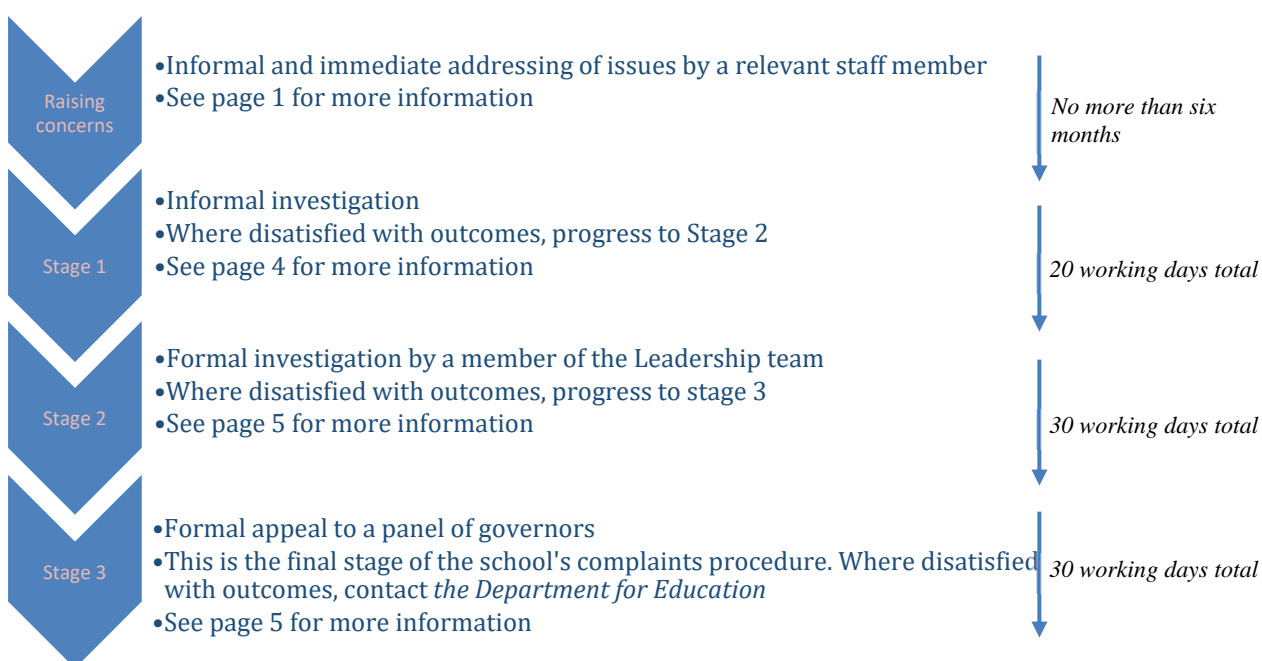 Raising
concerns
•Informal and immediate addressing of issues by a relevant staff member
•See page 1 for more information
No more than six
months
Stage 1
•Informal investigation
•Where disatisfied with outcomes, progress to Stage 2
•See page 4 for more information
20 working days total
Stage 2
•Formal investigation by a member of the Leadership team
•Where disatisfied with outcomes, progress to stage 3
•See page 5 for more information
30 working days total
Stage 3
•Formal appeal to a panel of governors
•This is the final stage of the school's complaints procedure. Where disatisfied
with outcomes, contact the Department for Education
•See page 5 for more information
30 working days total